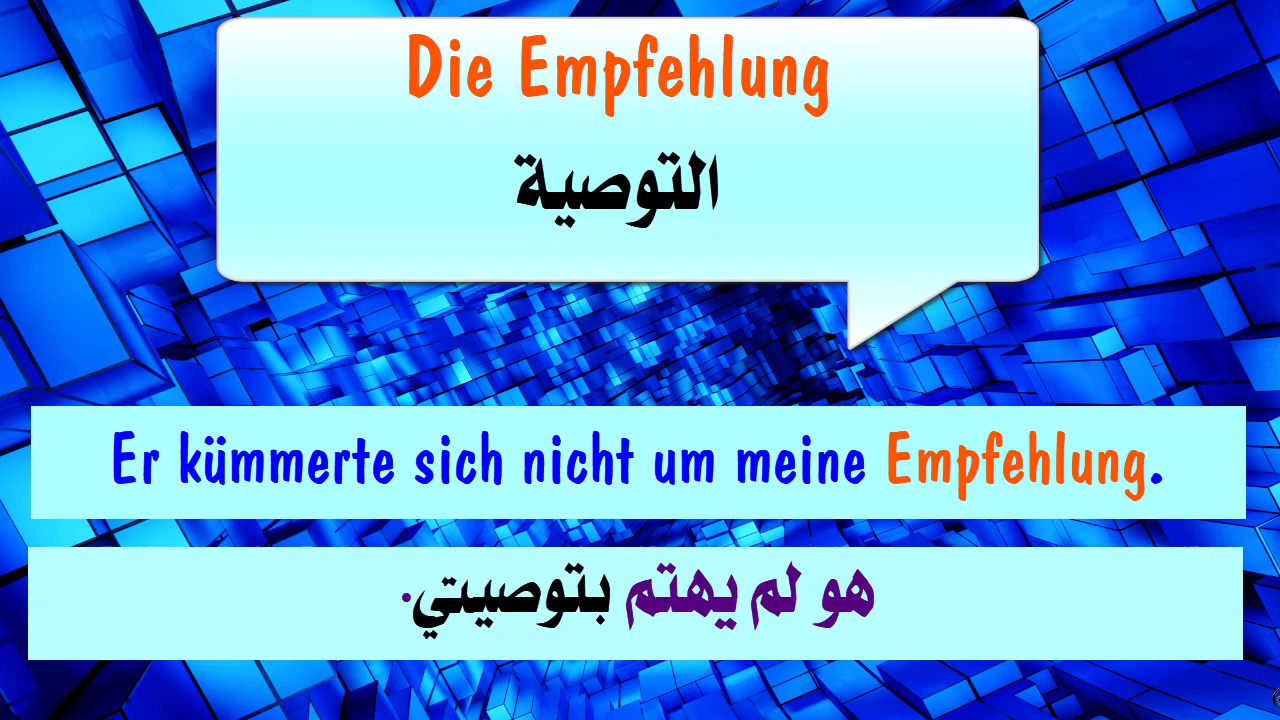 Die Empfehlung
التوصية
Er kümmerte sich nicht um meine Empfehlung.
هو لم يهتم بتوصيتي.